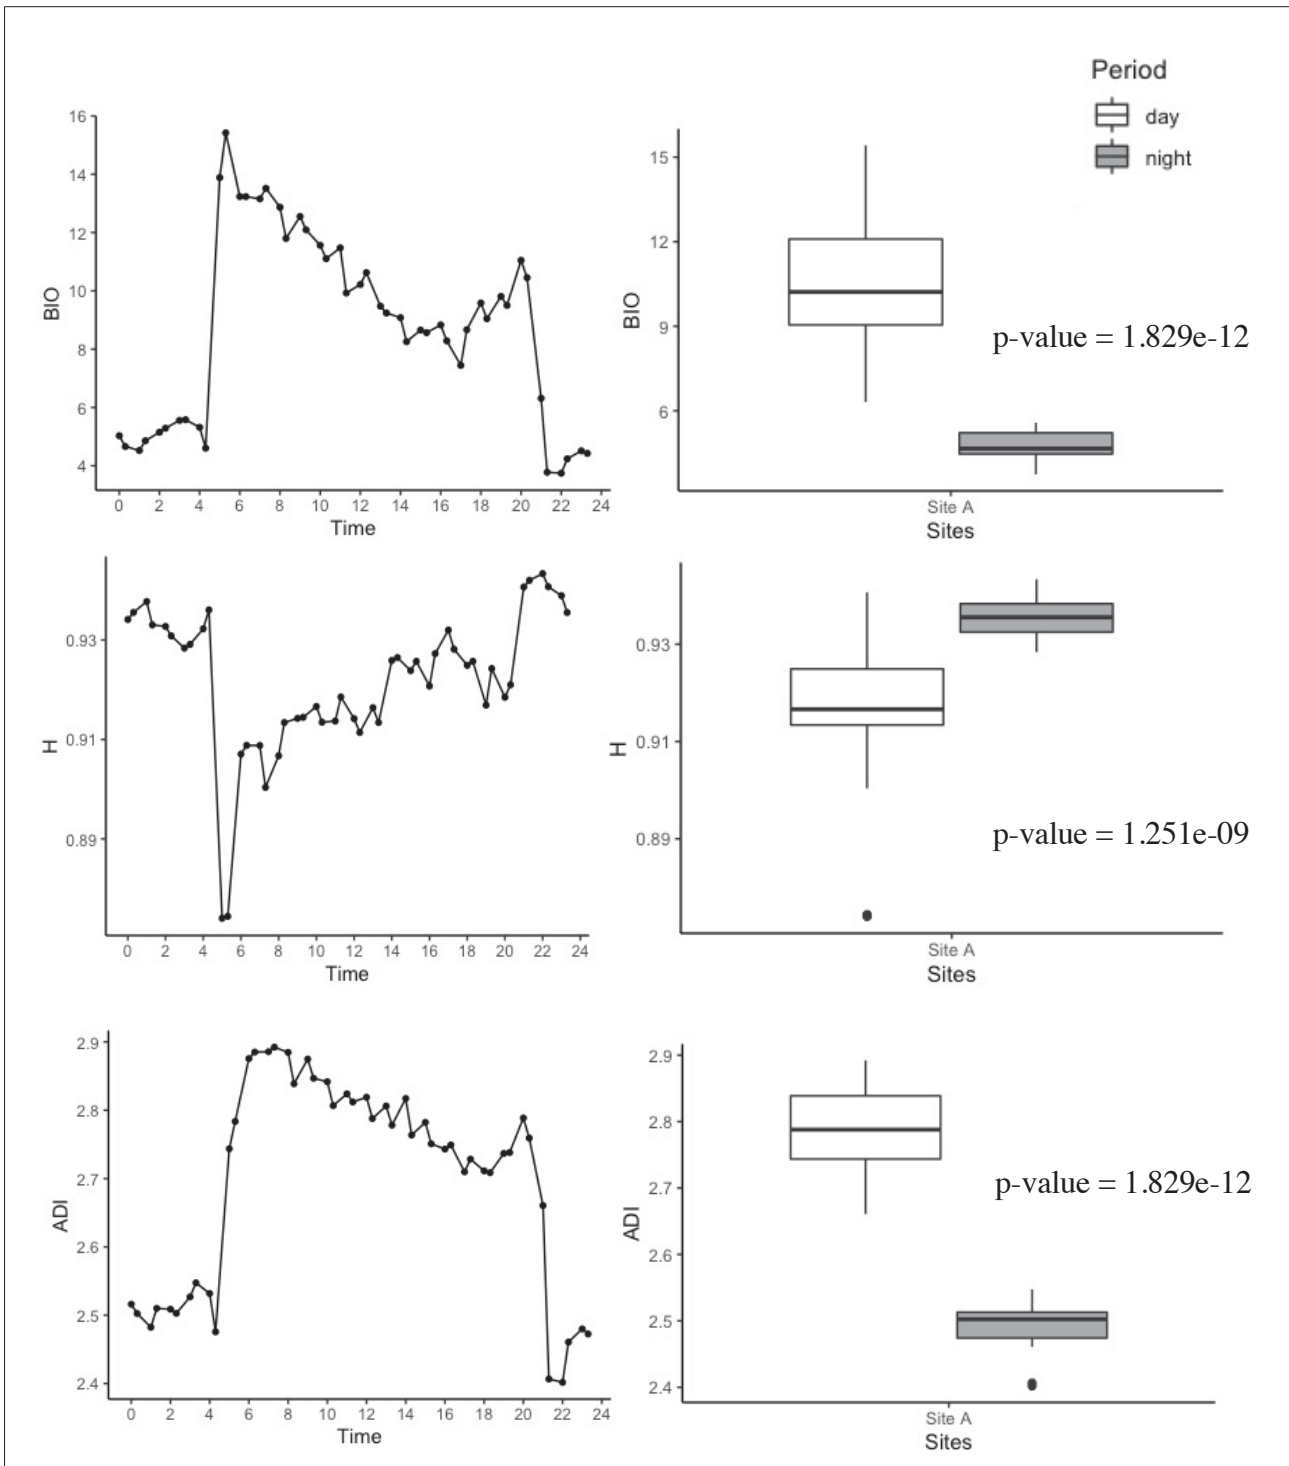 Period
day
night
16
14
12
10
8
6
4
BIO
0 2 4 6 8 10 12 14 16 18 20 22 24
Time
15
12
9
6
BIO
p-value = 1.829e-12
Site A
Sites
0.93
0.91
0.89
H
0 2 4 6 8 10 12 14 16 18 20 22 24
Time
0.93
0.91
0.89
H
p-value = 1.251e-09
Site A
Sites
2.9
2.8
2.7
2.6
2.5
2.4
ADI
0 2 4 6 8 10 12 14 16 18 20 22 24
Time
2.9
2.8
2.7
2.6
2.5
2.4
ADI
p-value = 1.829e-12
Site A
Sites